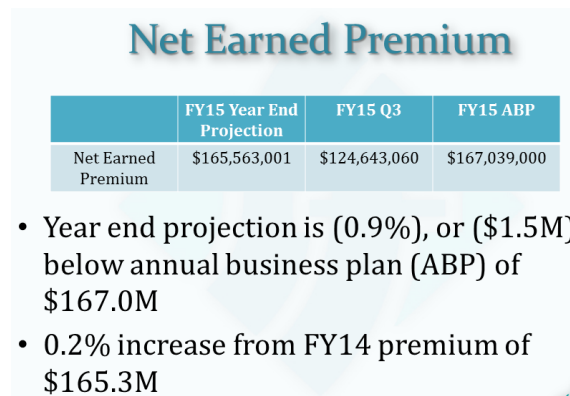 Net Earned Premium
FY15 Year End FY15 Q3 FY15 ABP
Projection
Net Earned $165,563,001 $124,643,060 $167,039,000
Premium
• Year end projection is (0.9%), or ($1.5M)
below annual business plan (ABP) of
$167.0M
• 0.2% increase from FY14 premium of
$165.3M